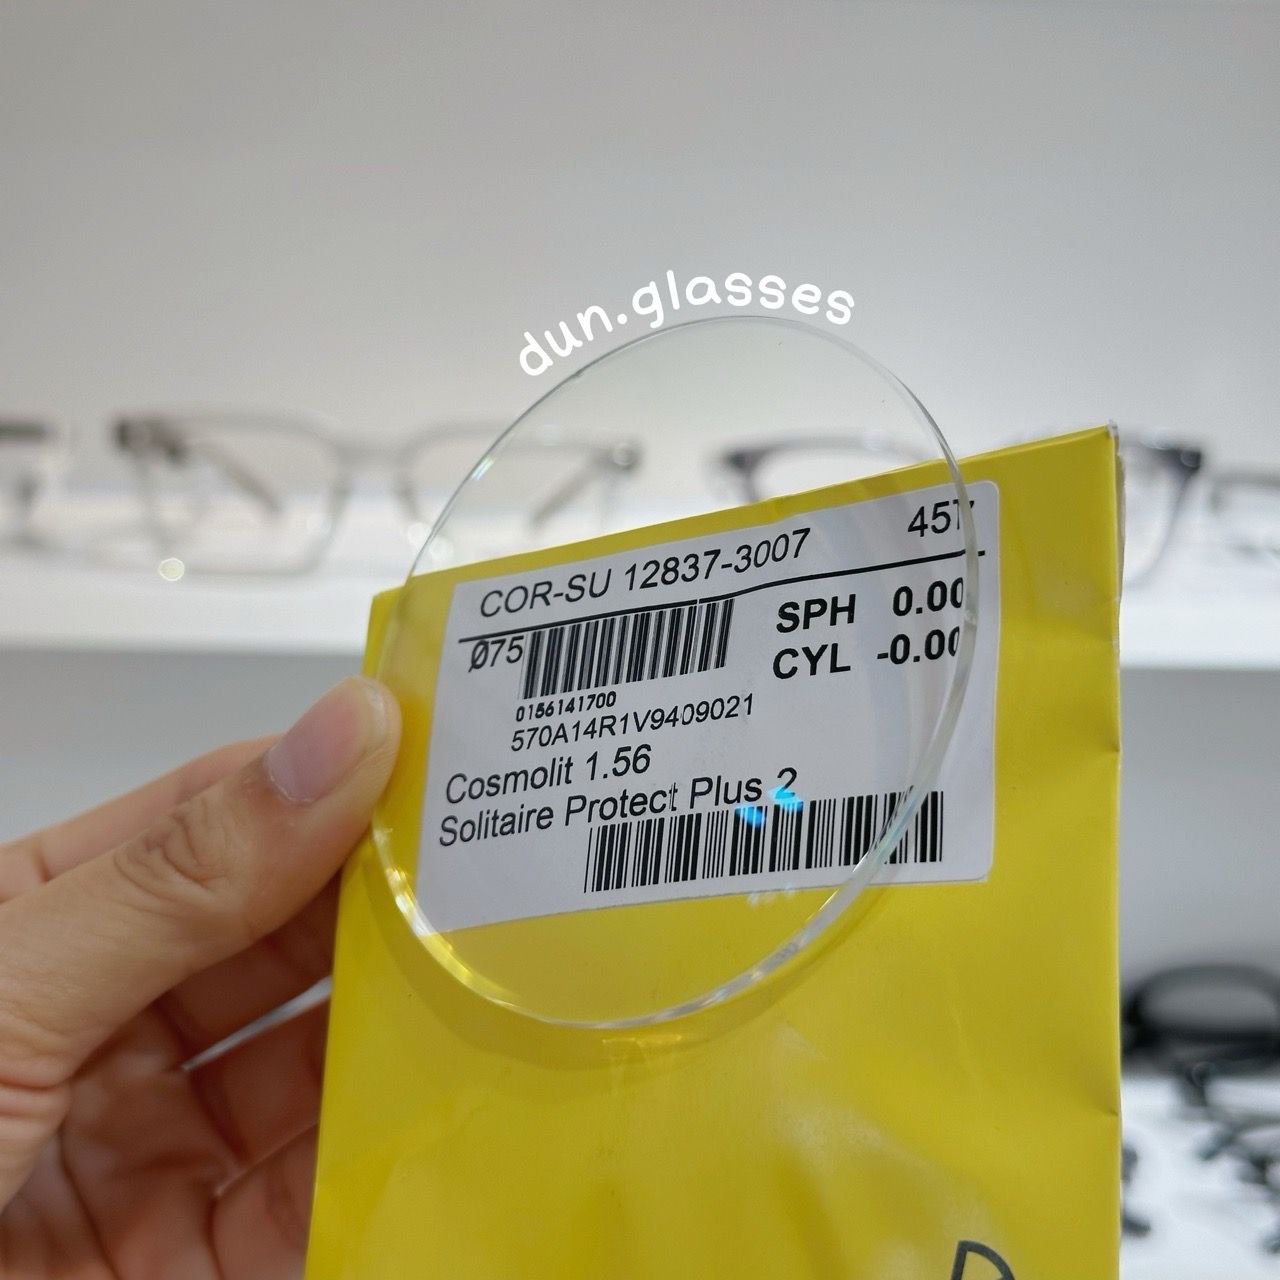 dun.glasses
COR-SU 12837-3007 457
Ø75
SPH 0.00
CYL -0.00
0156141700
570A14R1V9409021
Cosmolit 1.56
Solitaire Protect Plus 2